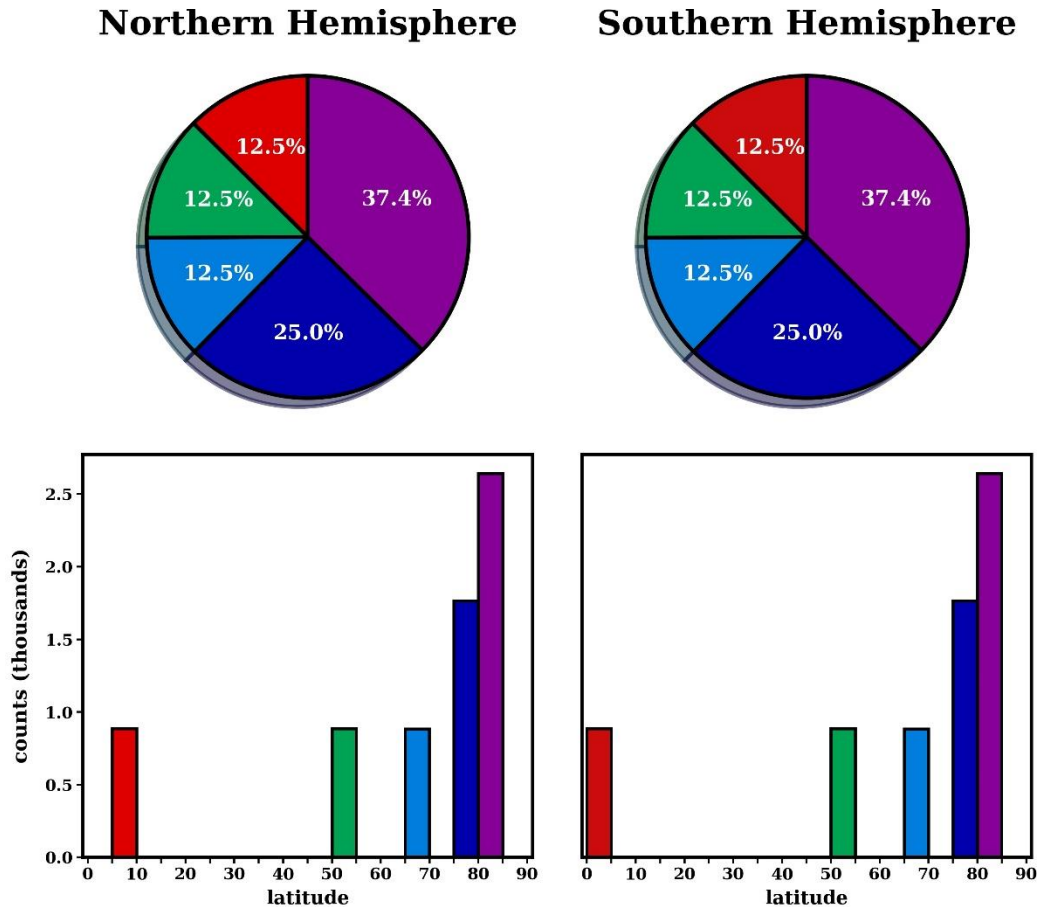 Northern Hemisphere
Southern Hemisphere
12.5%
37.4%
12.5%
12.5%
25.0%
12.5%
37.4%
12.5%
12.5%
25.0%
counts (thousands)
2.5
2.0
1.5
1.0
0.5
0.0
0 10 20 30 40 50 60 70 80 90
latitude
0 10 20 30 40 50 60 70 80 90
latitude